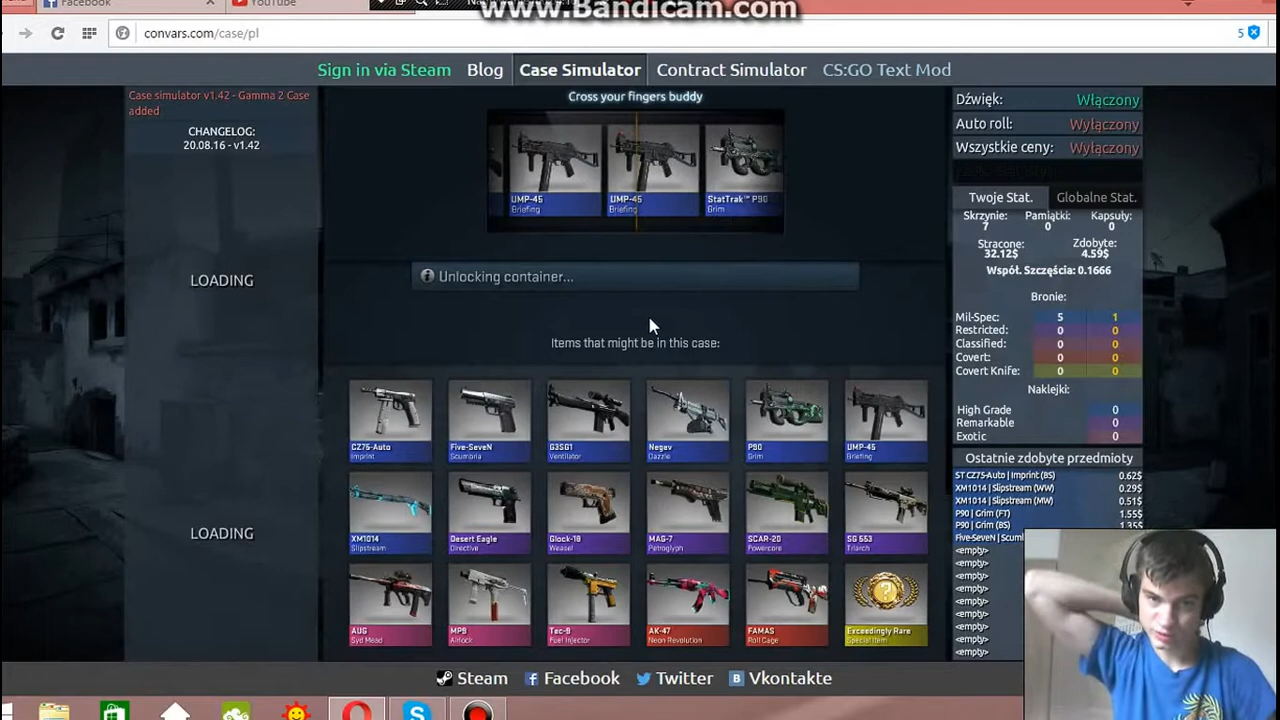 Facebook
YouTube
www.Bandicam.com
convars.com/case/pl
5
Sign in via Steam
Blog
Case Simulator
Contract Simulator
CS:GO Text Mod
Case simulator v1.42 - Gamma 2 Case
added
CHANGELOG:
20.08.16 - v1.42
LOADING
LOADING
Cross your fingers buddy
UMP-45
Briefing
UMP-45
Briefing
StatTrak™ P90
Grim
Unlocking container...
Items that might be in this case:
CZ75-Auto
Imprint
Five-SeveN
Scumbria
G3SG1
Ventilator
Negev
Dazzle
P90
Grim
UMP-45
Briefing
XM1014
Slipstream
Desert Eagle
Directive
Glock-18
Weasel
MAG-7
Petroglyph
SCAR-20
Powercore
SG 553
Triarch
AUG
Syd Mead
MP9
Airlock
Tec-9
Fuel Injector
AK-47
Neon Revolution
FAMAS
Roll Cage
Exceedingly Rare
Special Item
Dźwięk: Włączony
Auto roll: Wyłączony
Wszystkie ceny: Wyłączony
Twoje Stat. Globalne Stat.
Skrzynie: Pamiątki: Kapsuły:
7 0 0
Stracone: Zdobyte:
32.12$ 4.59$
Współ. Szczęścia: 0.1666
Bronie:
Mil-Spec: 5 1
Restricted: 0 0
Classified: 0 0
Covert: 0 0
Covert Knife: 0 0
Naklejki:
High Grade 0
Remarkable 0
Exotic 0
Ostatnie zdobyte przedmioty
ST CZ75-Auto | Imprint (BS) 0.62$
XM1014 | Slipstream (WW) 0.29$
XM1014 | Slipstream (MW) 0.51$
P90 | Grim (FT) 1.55$
P90 | Grim (BS) 1.35$
Five-SeveN | Scum
<empty>
<empty>
<empty>
<empty>
<empty>
<empty>
<empty>
<empty>
<empty>
Steam
Facebook
Twitter
Vkontakte